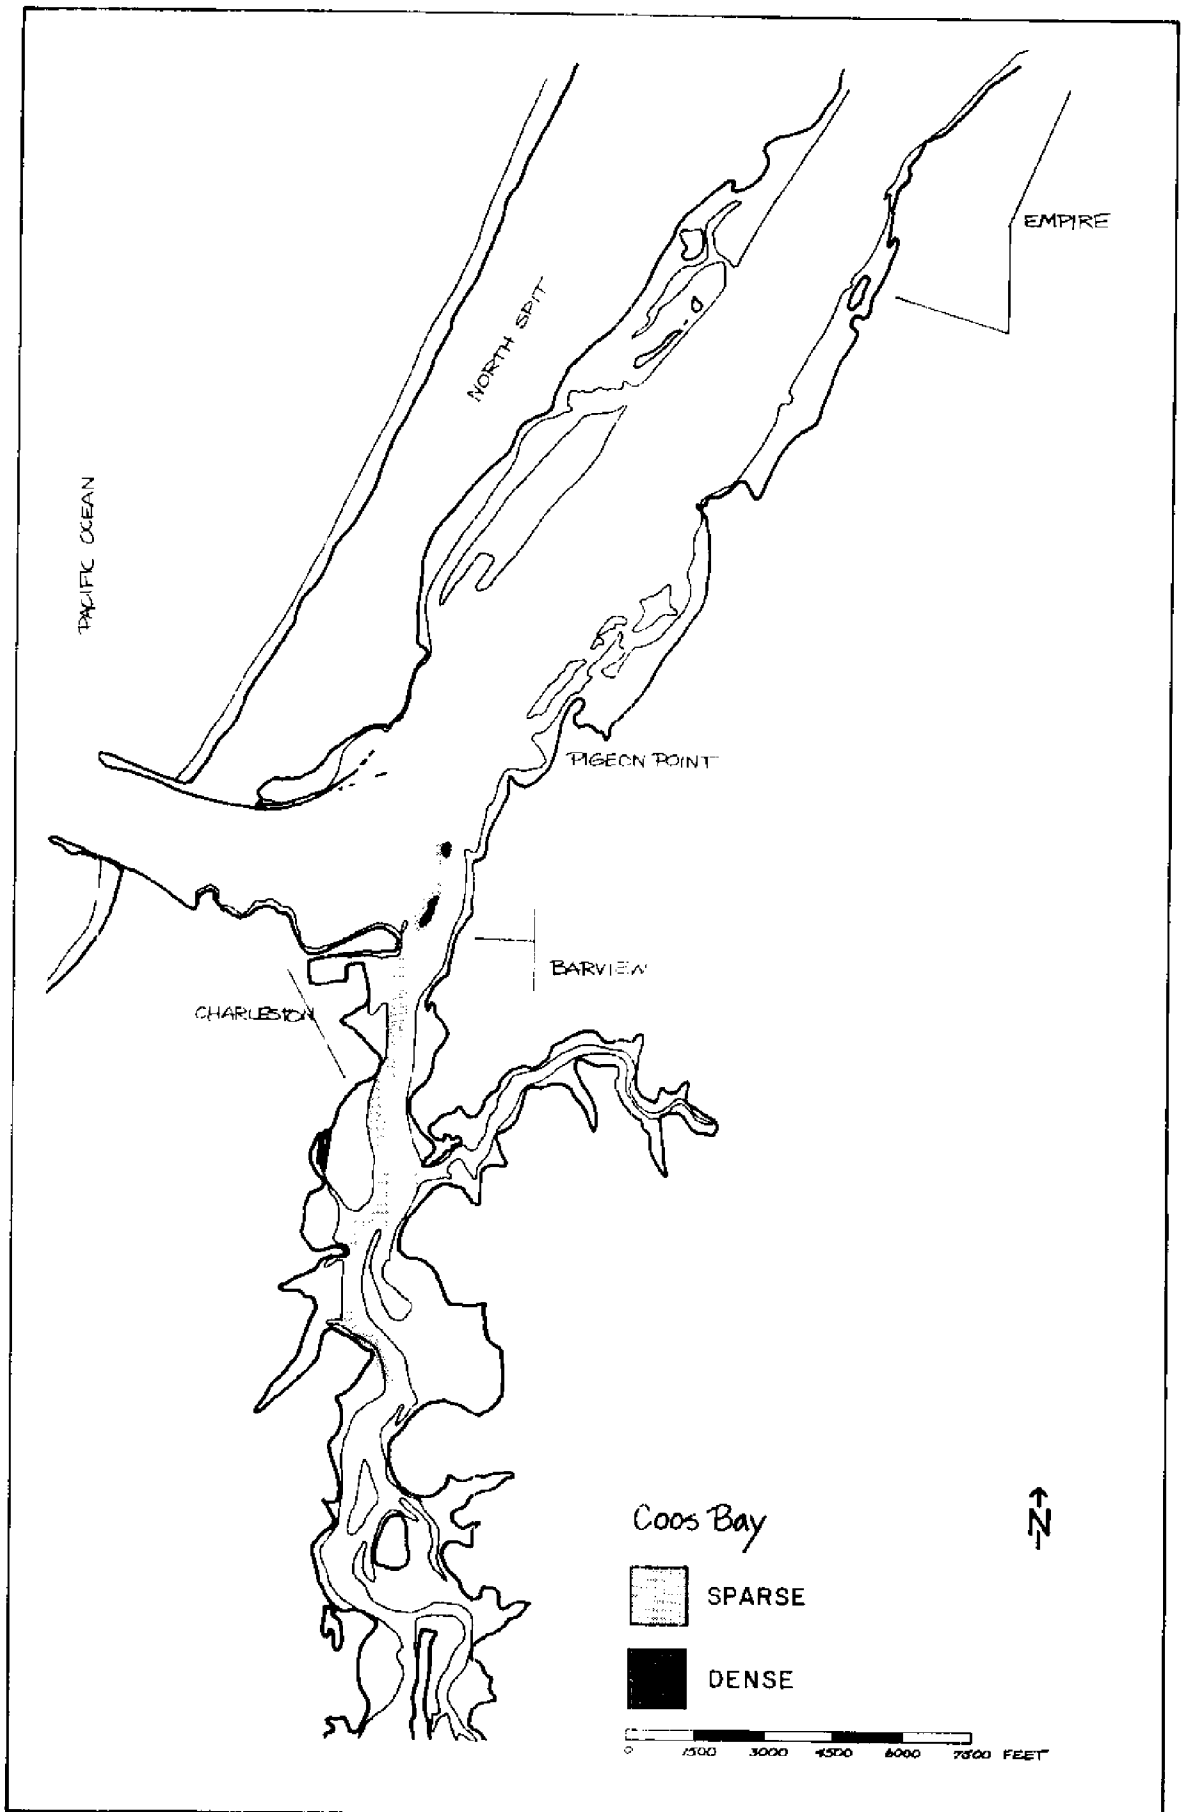 EMPIRE
NORTH SPIT
PACIFIC OCEAN
PIGEON POINT
BARVIEW
CHARLESTON
Coos Bay
N
SPARSE
DENSE
0 1500 3000 4500 6000 7500 FEET